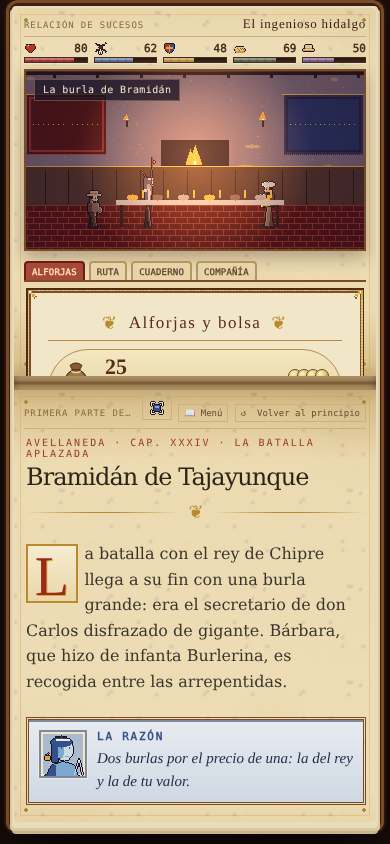 RELACIÓN DE SUCESOS
El ingenioso hidalgo
80 62 48 69 50
La burla de Bramidán
ALFORJAS RUTA CUADERNO COMPAÑÍA
Alforjas y bolsa
25
PRIMERA PARTE DE… Menú ↺ Volver al principio
AVELLANEDA · CAP. XXXIV · LA BATALLA
APLAZADA
Bramidán de Tajayunque
La batalla con el rey de Chipre
llega a su fin con una burla
grande: era el secretario de don
Carlos disfrazado de gigante. Bárbara,
que hizo de infanta Burlerina, es
recogida entre las arrepentidas.
LA RAZÓN
Dos burlas por el precio de una: la del rey
y la de tu valor.